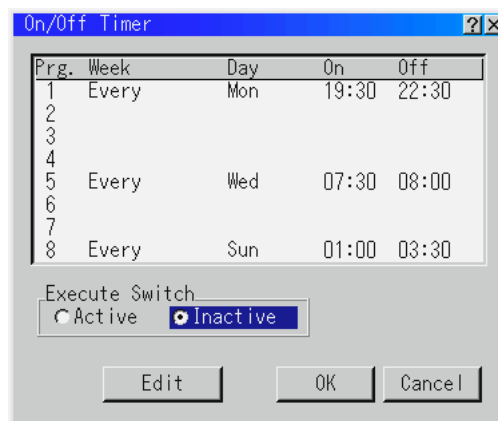 On/Off Timer ? ×
Prg. Week Day On Off
1 Every Mon 19:30 22:30
2
3
4
5 Every Wed 07:30 08:00
6
7
8 Every Sun 01:00 03:30
Execute Switch
Active Inactive
Edit OK Cancel